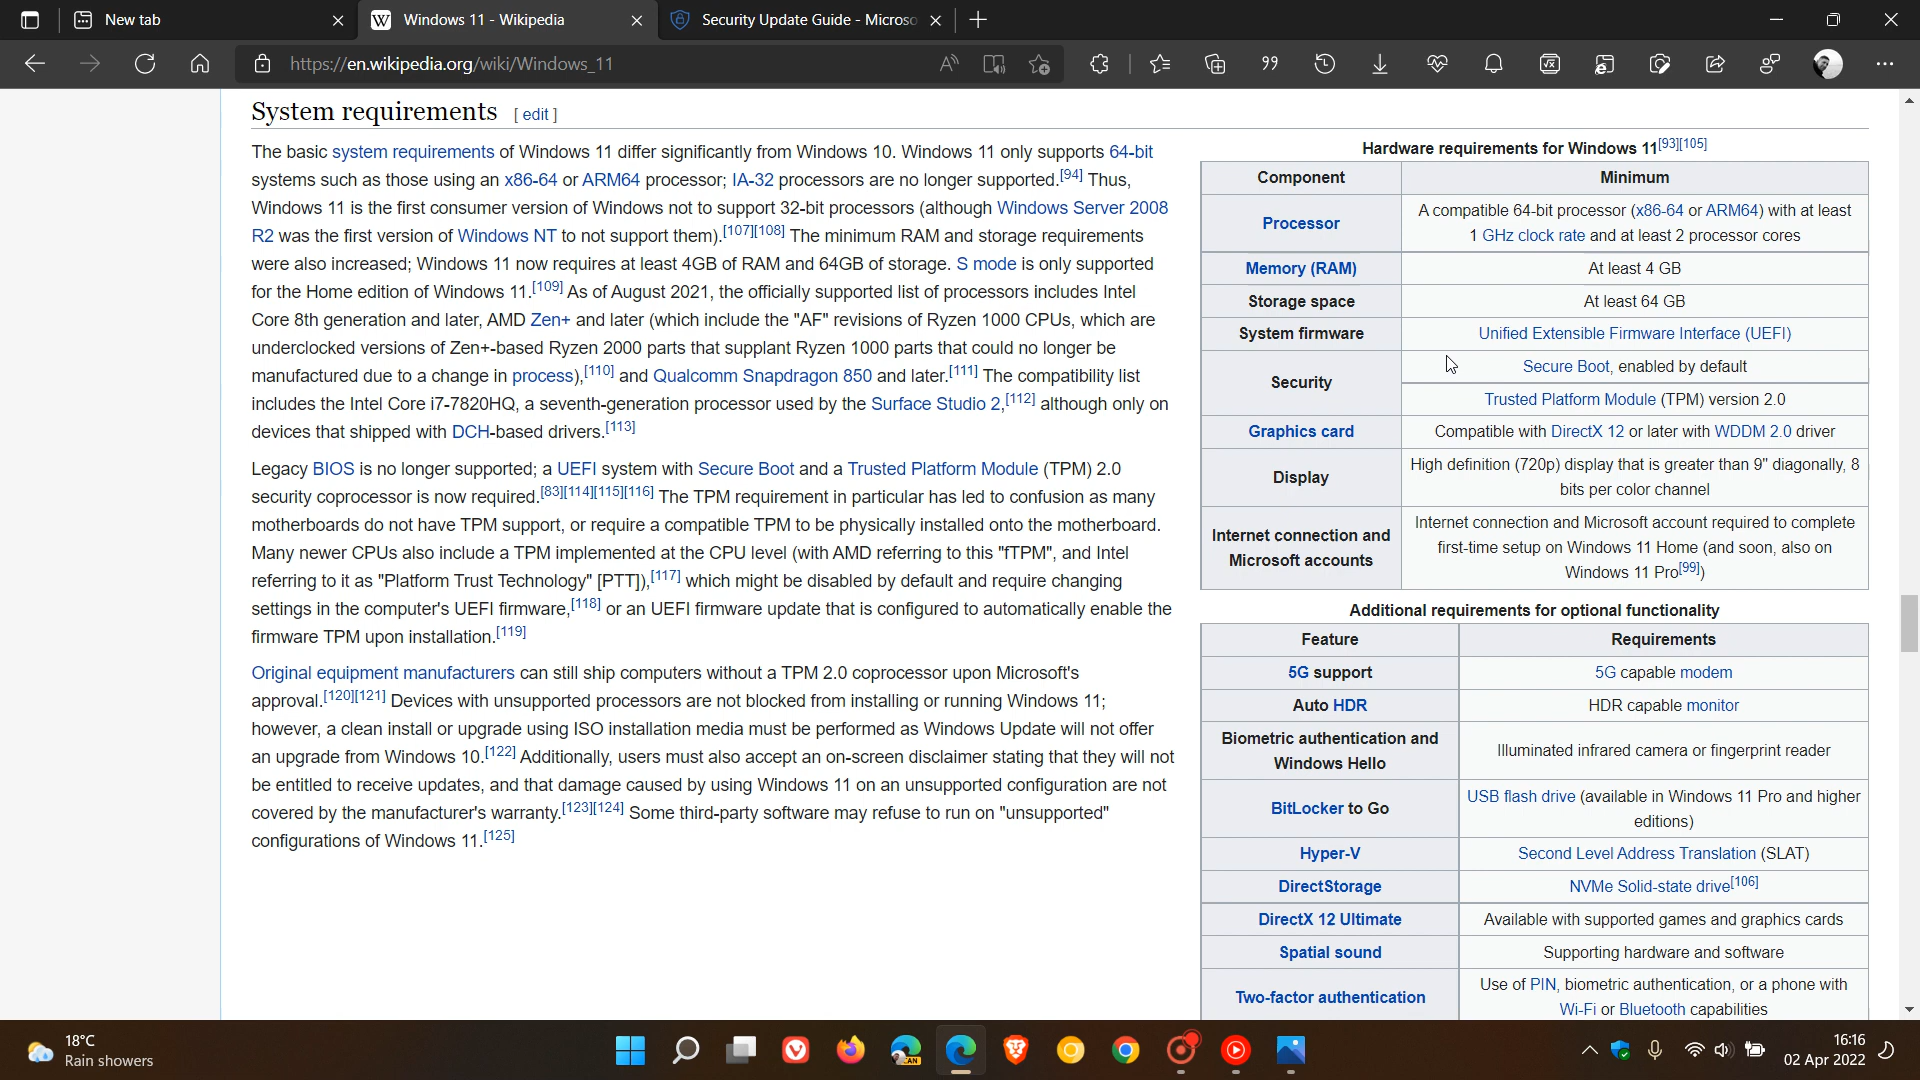 New tab
Windows 11 - Wikipedia
Security Update Guide - Microso
https://en.wikipedia.org/wiki/Windows_11
System requirements [ edit ]
The basic system requirements of Windows 11 differ significantly from Windows 10. Windows 11 only supports 64-bit
systems such as those using an x86-64 or ARM64 processor; IA-32 processors are no longer supported.[94] Thus,
Windows 11 is the first consumer version of Windows not to support 32-bit processors (although Windows Server 2008
R2 was the first version of Windows NT to not support them).[107][108] The minimum RAM and storage requirements
were also increased; Windows 11 now requires at least 4GB of RAM and 64GB of storage. S mode is only supported
for the Home edition of Windows 11.[109] As of August 2021, the officially supported list of processors includes Intel
Core 8th generation and later, AMD Zen+ and later (which include the "AF" revisions of Ryzen 1000 CPUs, which are
underclocked versions of Zen+-based Ryzen 2000 parts that supplant Ryzen 1000 parts that could no longer be
manufactured due to a change in process),[110] and Qualcomm Snapdragon 850 and later.[111] The compatibility list
includes the Intel Core i7-7820HQ, a seventh-generation processor used by the Surface Studio 2,[112] although only on
devices that shipped with DCH-based drivers.[113]
Legacy BIOS is no longer supported; a UEFI system with Secure Boot and a Trusted Platform Module (TPM) 2.0
security coprocessor is now required.[83][114][115][116] The TPM requirement in particular has led to confusion as many
motherboards do not have TPM support, or require a compatible TPM to be physically installed onto the motherboard.
Many newer CPUs also include a TPM implemented at the CPU level (with AMD referring to this "fTPM", and Intel
referring to it as "Platform Trust Technology" [PTT]),[117] which might be disabled by default and require changing
settings in the computer's UEFI firmware,[118] or an UEFI firmware update that is configured to automatically enable the
firmware TPM upon installation.[119]
Original equipment manufacturers can still ship computers without a TPM 2.0 coprocessor upon Microsoft's
approval.[120][121] Devices with unsupported processors are not blocked from installing or running Windows 11;
however, a clean install or upgrade using ISO installation media must be performed as Windows Update will not offer
an upgrade from Windows 10.[122] Additionally, users must also accept an on-screen disclaimer stating that they will not
be entitled to receive updates, and that damage caused by using Windows 11 on an unsupported configuration are not
covered by the manufacturer's warranty.[123][124] Some third-party software may refuse to run on "unsupported"
configurations of Windows 11.[125]
Hardware requirements for Windows 11[93][105]
Component Minimum
Processor
A compatible 64-bit processor (x86-64 or ARM64) with at least
1 GHz clock rate and at least 2 processor cores
Memory (RAM) At least 4 GB
Storage space At least 64 GB
System firmware Unified Extensible Firmware Interface (UEFI)
Security
Secure Boot, enabled by default
Trusted Platform Module (TPM) version 2.0
Graphics card Compatible with DirectX 12 or later with WDDM 2.0 driver
Display
High definition (720p) display that is greater than 9" diagonally, 8
bits per color channel
Internet connection and
Microsoft accounts
Internet connection and Microsoft account required to complete
first-time setup on Windows 11 Home (and soon, also on
Windows 11 Pro[99])
Additional requirements for optional functionality
Feature Requirements
5G support 5G capable modem
Auto HDR HDR capable monitor
Biometric authentication and
Windows Hello
Illuminated infrared camera or fingerprint reader
BitLocker to Go
USB flash drive (available in Windows 11 Pro and higher
editions)
Hyper-V Second Level Address Translation (SLAT)
DirectStorage NVMe Solid-state drive[106]
DirectX 12 Ultimate Available with supported games and graphics cards
Spatial sound Supporting hardware and software
Two-factor authentication
Use of PIN, biometric authentication, or a phone with
Wi-Fi or Bluetooth capabilities
18°C
Rain showers
CAN
16:16
02 Apr 2022